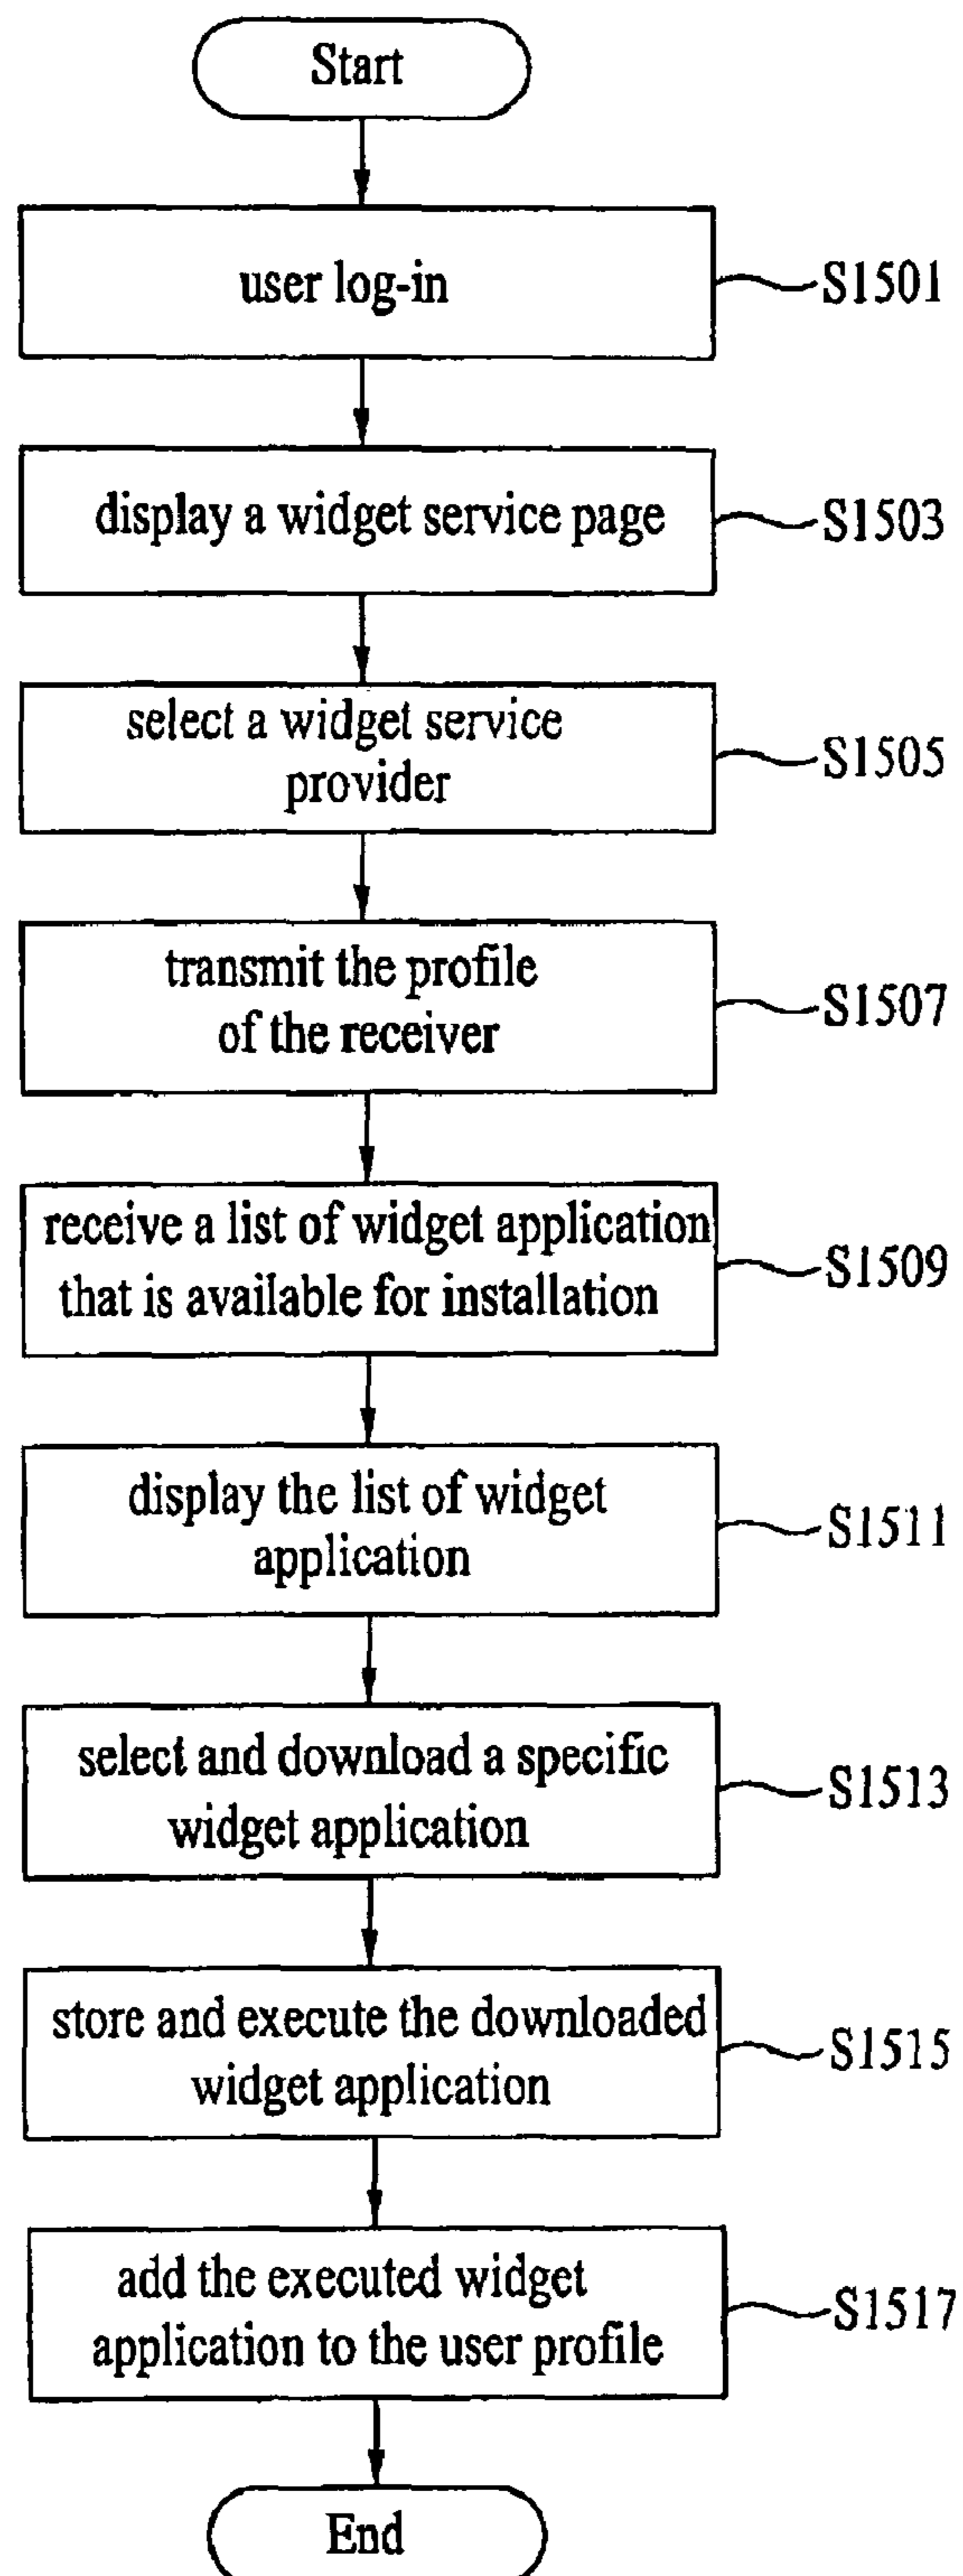 Start
user log-in
S1501
display a widget service page
S1503
select a widget service
provider
S1505
transmit the profile
of the receiver
S1507
receive a list of widget application
that is available for installation
S1509
display the list of widget
application
S1511
select and download a specific
widget application
S1513
store and execute the downloaded
widget application
S1515
add the executed widget
application to the user profile
S1517
End